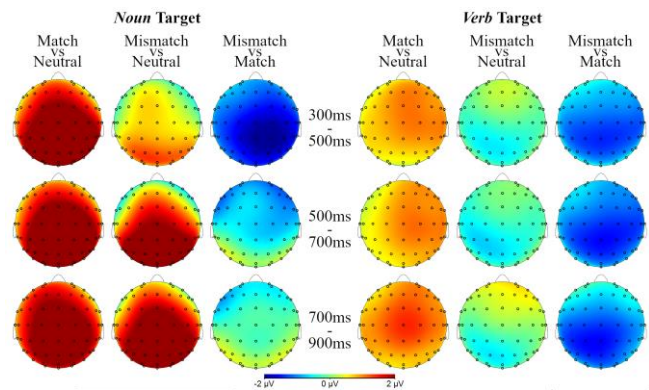 Noun Target
Verb Target
Match
vs
Neutral
Mismatch
vs
Neutral
Mismatch
vs
Match
Match
vs
Neutral
Mismatch
vs
Neutral
Mismatch
vs
Match
300ms
-
500ms
500ms
-
700ms
700ms
-
900ms
-2 µV
0 µV
2 µV